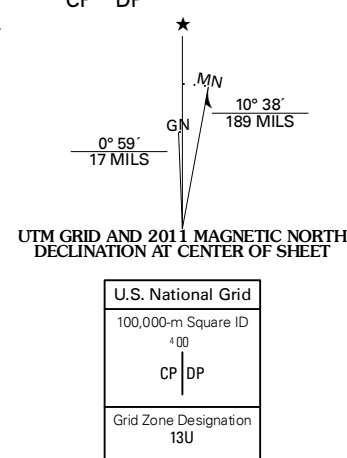 CP DP
★
MN
10° 38´
189 MILS
GN
0° 59´
17 MILS
UTM GRID AND 2011 MAGNETIC NORTH
DECLINATION AT CENTER OF SHEET
U.S. National Grid
100,000-m Square ID
4 00
CP DP
Grid Zone Designation
13U